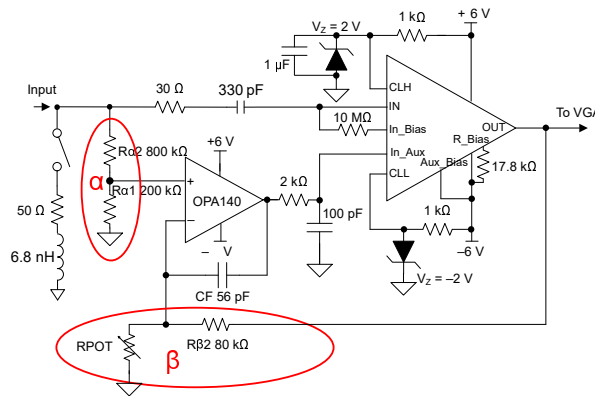 1 kΩ
+ 6 V
V_Z = 2 V
1 µF
CLH
Input
30 Ω
330 pF
IN
To VGA
10 MΩ
In_Bias
OUT
R_Bias
Rα2 800 kΩ
+6 V
In_Aux
Aux_Bias
17.8 kΩ
α
Rα1 200 kΩ
+
OPA140
2 kΩ
CLL
50 Ω
–
100 pF
1 kΩ
– V
–6 V
6.8 nH
V_Z = –2 V
CF 56 pF
RPOT
β
Rβ2 80 kΩ